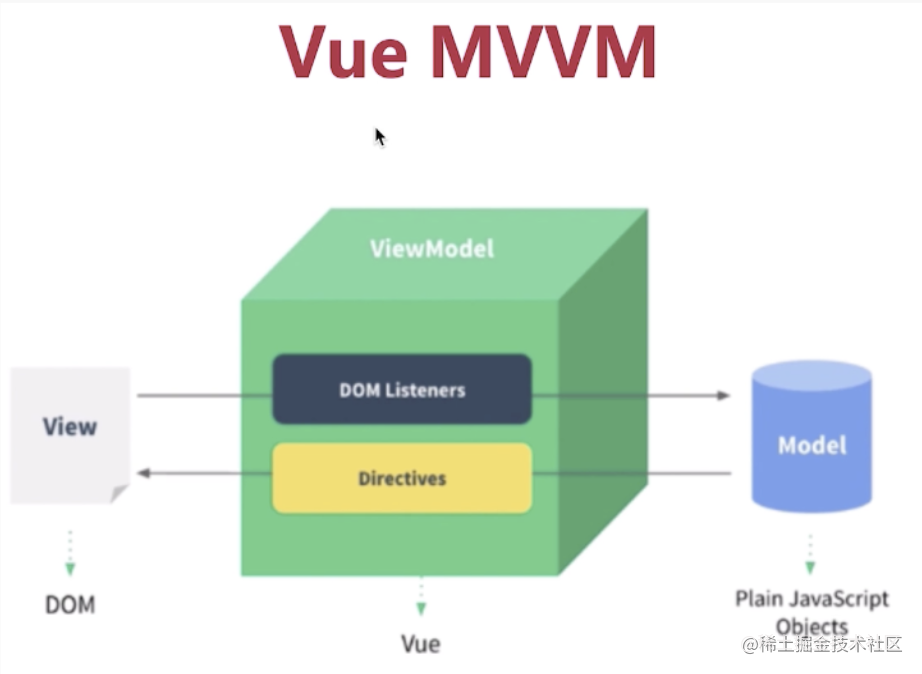 Vue MVVM
ViewModel
DOM Listeners
View
Model
Directives
DOM
Plain JavaScript
Objects
Vue
@稀土掘金技术社区